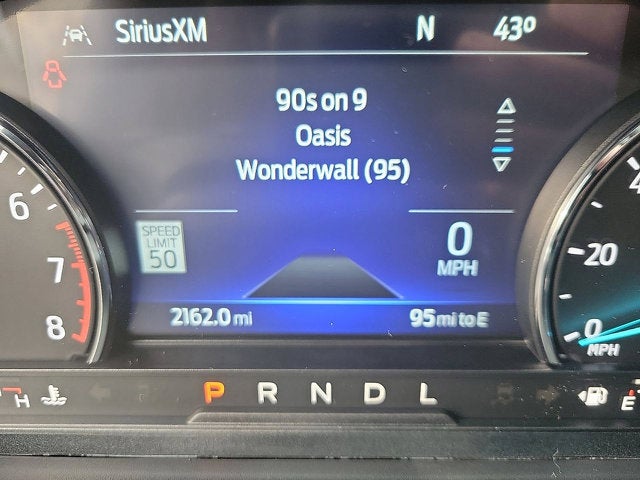 SiriusXM N 43°
90s on 9
Oasis
Wonderwall (95)
SPEED
LIMIT
50
0
MPH
2162.0 mi 95 mi to E
6
7
8
4
20
0
MPH
H P R N D L E